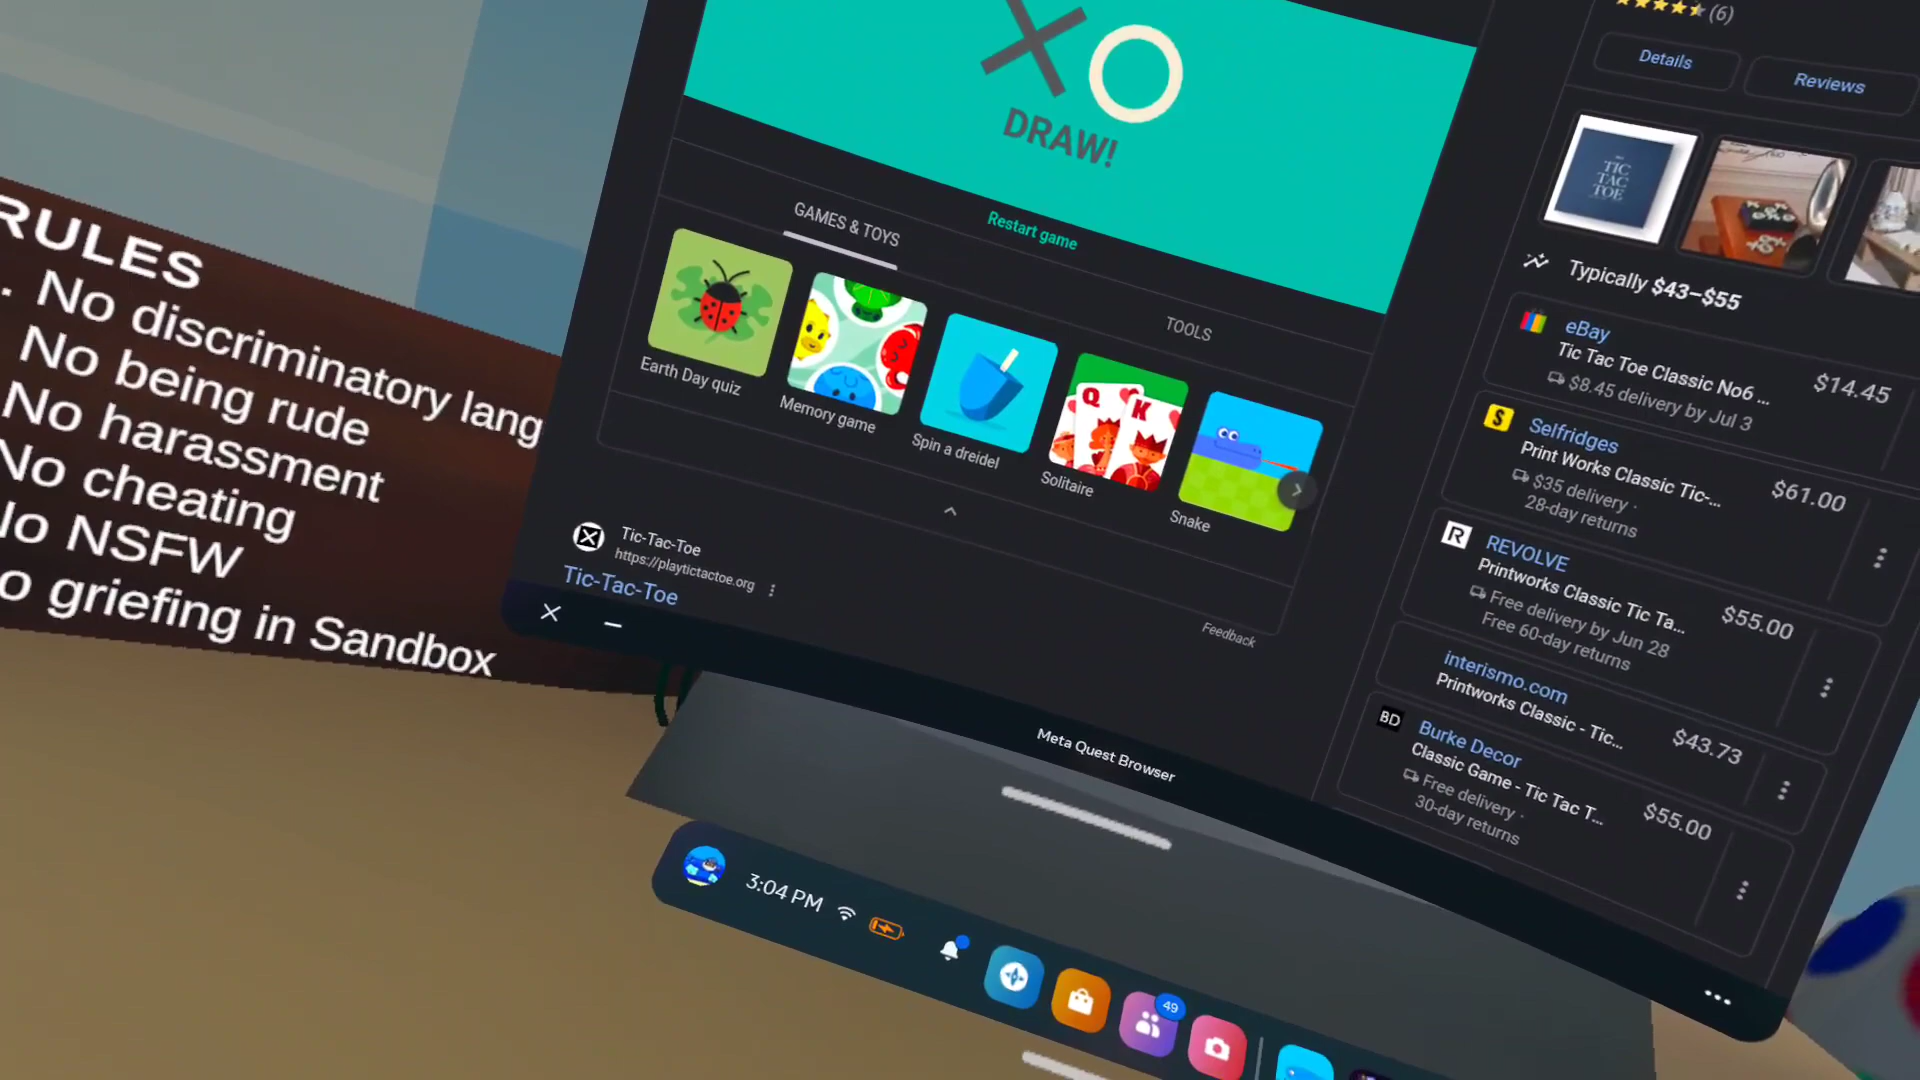 RULES
. No discriminatory lang
No being rude
No harassment
No cheating
No NSFW
o griefing in Sandbox
DRAW!
Restart game
GAMES & TOYS
TOOLS
Earth Day quiz
Memory game
Spin a dreidel
Solitaire
Snake
Q
K
Tic-Tac-Toe
https://playtictactoe.org
Tic-Tac-Toe
Feedback
(6)
Details
Reviews
TIC
TAC
TOE
Typically $43–$55
eBay
Tic Tac Toe Classic No6 ...
$14.45
$8.45 delivery by Jul 3
Selfridges
Print Works Classic Tic-...
$61.00
$35 delivery ·
28-day returns
REVOLVE
Printworks Classic Tic Ta...
$55.00
Free delivery by Jun 28
Free 60-day returns
interismo.com
Printworks Classic - Tic...
$43.73
BD
Burke Decor
Classic Game - Tic Tac T...
$55.00
Free delivery ·
30-day returns
Meta Quest Browser
3:04 PM
49